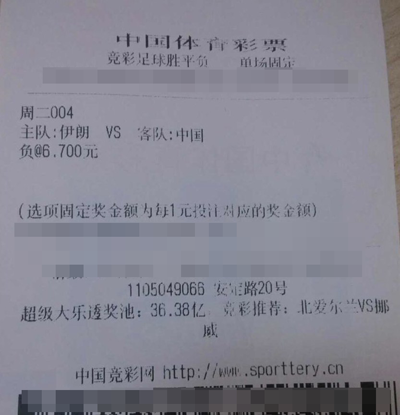 中国体育彩票
竞彩足球胜平负 单场固定
周二004
主队:伊朗 VS 客队:中国
负@6.700元
(选项固定奖金额为每1元投注对应的奖金额)
1105049066 安定路20号
超级大乐透奖池: 36.38亿 竞彩推荐: 北爱尔兰VS挪
威
中国竞彩网 http://www.sporttery.cn